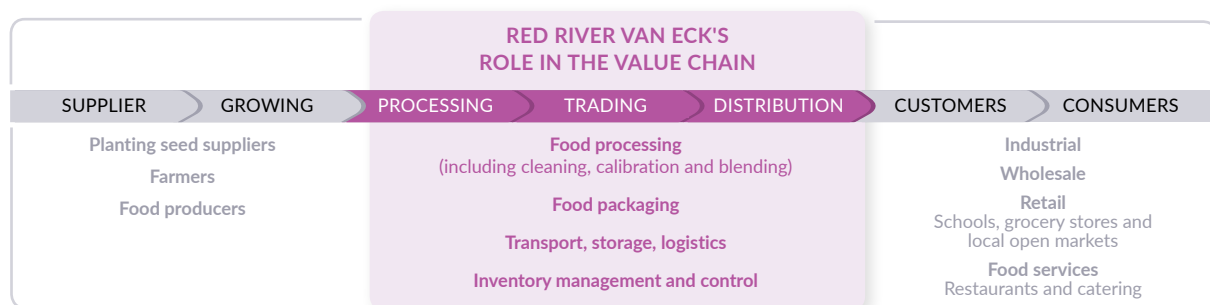 RED RIVER VAN ECK'S
ROLE IN THE VALUE CHAIN
SUPPLIER
GROWING
PROCESSING
TRADING
DISTRIBUTION
CUSTOMERS
CONSUMERS
Planting seed suppliers
Farmers
Food producers
Food processing
(including cleaning, calibration and blending)
Food packaging
Transport, storage, logistics
Inventory management and control
Industrial
Wholesale
Retail
Schools, grocery stores and
local open markets
Food services
Restaurants and catering